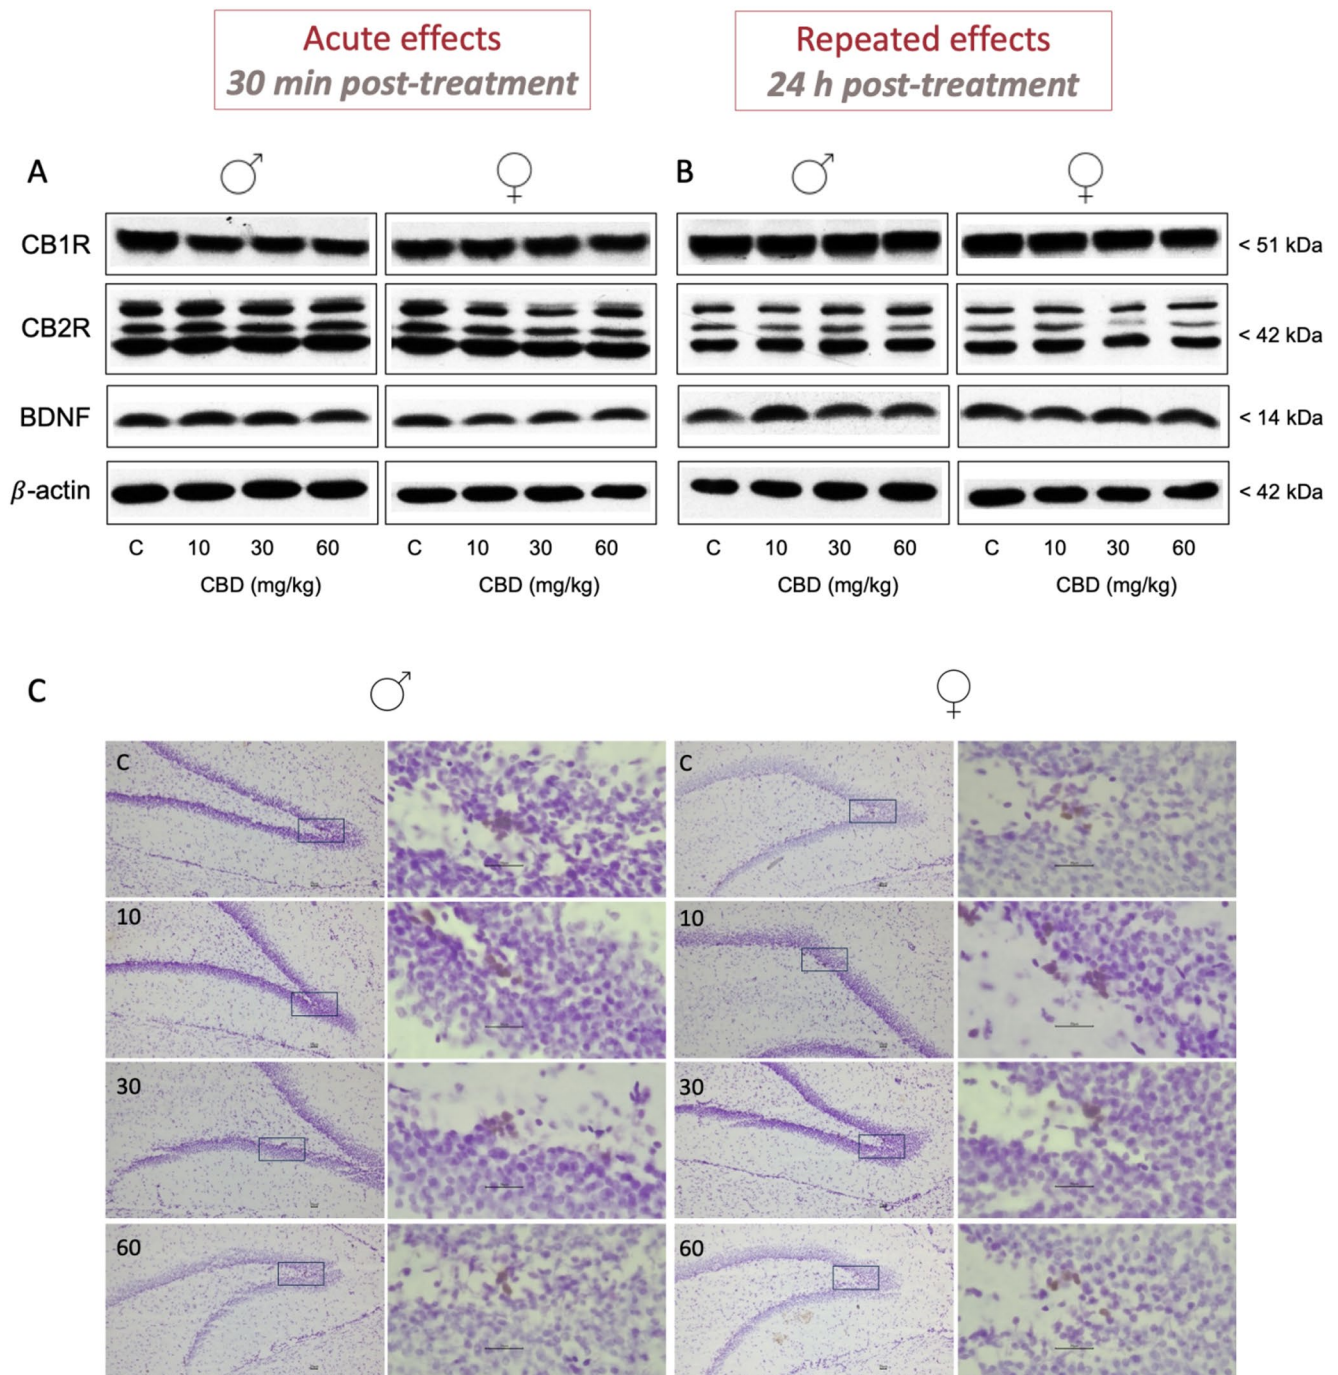 Acute effects
30 min post-treatment
Repeated effects
24 h post-treatment
A
B
CB1R
< 51 kDa
CB2R
< 42 kDa
BDNF
< 14 kDa
β-actin
< 42 kDa
C 10 30 60 C 10 30 60 C 10 30 60 C 10 30 60
CBD (mg/kg) CBD (mg/kg) CBD (mg/kg) CBD (mg/kg)
C
C C
10 10
30 30
60 60